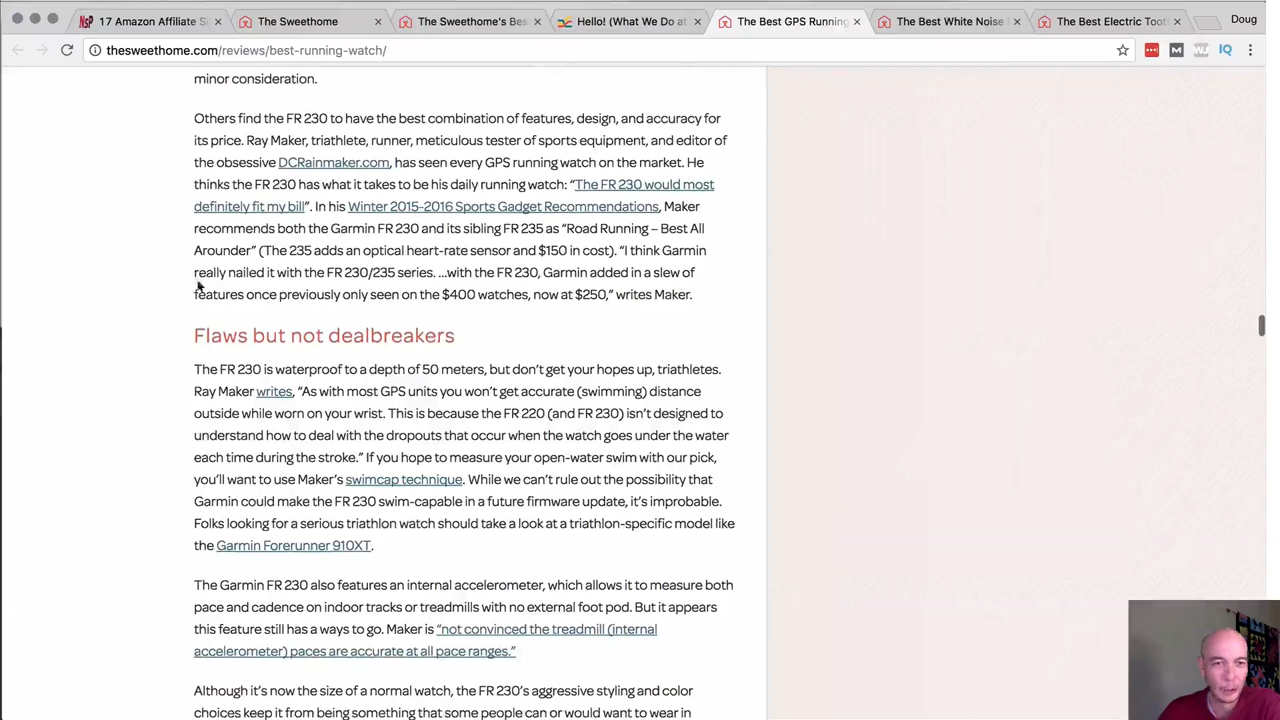 17 Amazon Affiliate Si
The Sweethome
The Sweethome's Bes
Hello! (What We Do at
The Best GPS Running
The Best White Noise
The Best Electric Toot
Doug
thesweethome.com/reviews/best-running-watch/
minor consideration.
Others find the FR 230 to have the best combination of features, design, and accuracy for
its price. Ray Maker, triathlete, runner, meticulous tester of sports equipment, and editor of
the obsessive DCRainmaker.com, has seen every GPS running watch on the market. He
thinks the FR 230 has what it takes to be his daily running watch: “The FR 230 would most
definitely fit my bill”. In his Winter 2015-2016 Sports Gadget Recommendations, Maker
recommends both the Garmin FR 230 and its sibling FR 235 as “Road Running – Best All
Arounder” (The 235 adds an optical heart-rate sensor and $150 in cost). “I think Garmin
really nailed it with the FR 230/235 series. …with the FR 230, Garmin added in a slew of
features once previously only seen on the $400 watches, now at $250,” writes Maker.
Flaws but not dealbreakers
The FR 230 is waterproof to a depth of 50 meters, but don’t get your hopes up, triathletes.
Ray Maker writes, “As with most GPS units you won’t get accurate (swimming) distance
outside while worn on your wrist. This is because the FR 220 (and FR 230) isn’t designed to
understand how to deal with the dropouts that occur when the watch goes under the water
each time during the stroke.” If you hope to measure your open-water swim with our pick,
you’ll want to use Maker’s swimcap technique. While we can’t rule out the possibility that
Garmin could make the FR 230 swim-capable in a future firmware update, it’s improbable.
Folks looking for a serious triathlon watch should take a look at a triathlon-specific model like
the Garmin Forerunner 910XT.
The Garmin FR 230 also features an internal accelerometer, which allows it to measure both
pace and cadence on indoor tracks or treadmills with no external foot pod. But it appears
this feature still has a ways to go. Maker is “not convinced the treadmill (internal
accelerometer) paces are accurate at all pace ranges.”
Although it’s now the size of a normal watch, the FR 230’s aggressive styling and color
choices keep it from being something that some people can or would want to wear in